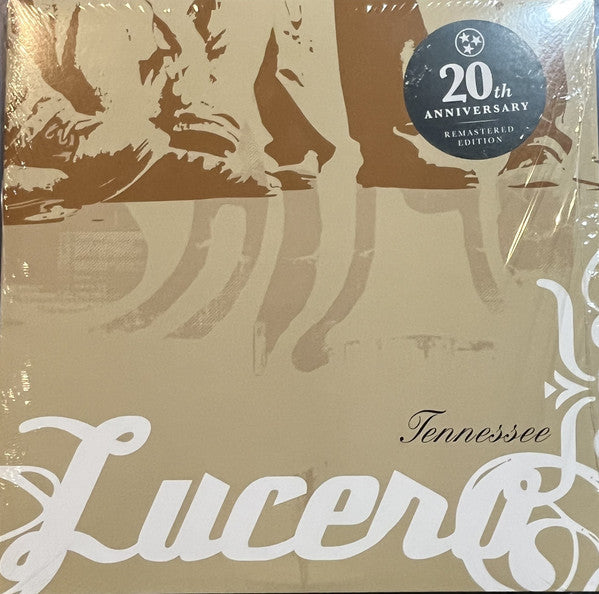 20th
ANNIVERSARY
REMASTERED
EDITION
Tennessee
Lucero